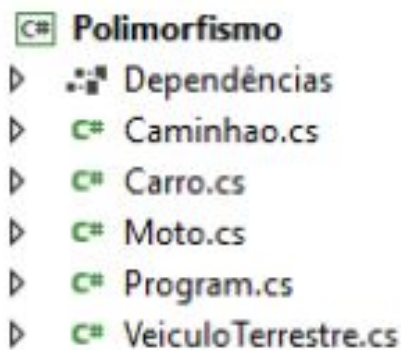 C# Polimorfismo
Dependências
C# Caminhao.cs
C# Carro.cs
C# Moto.cs
C# Program.cs
C# VeiculoTerrestre.cs